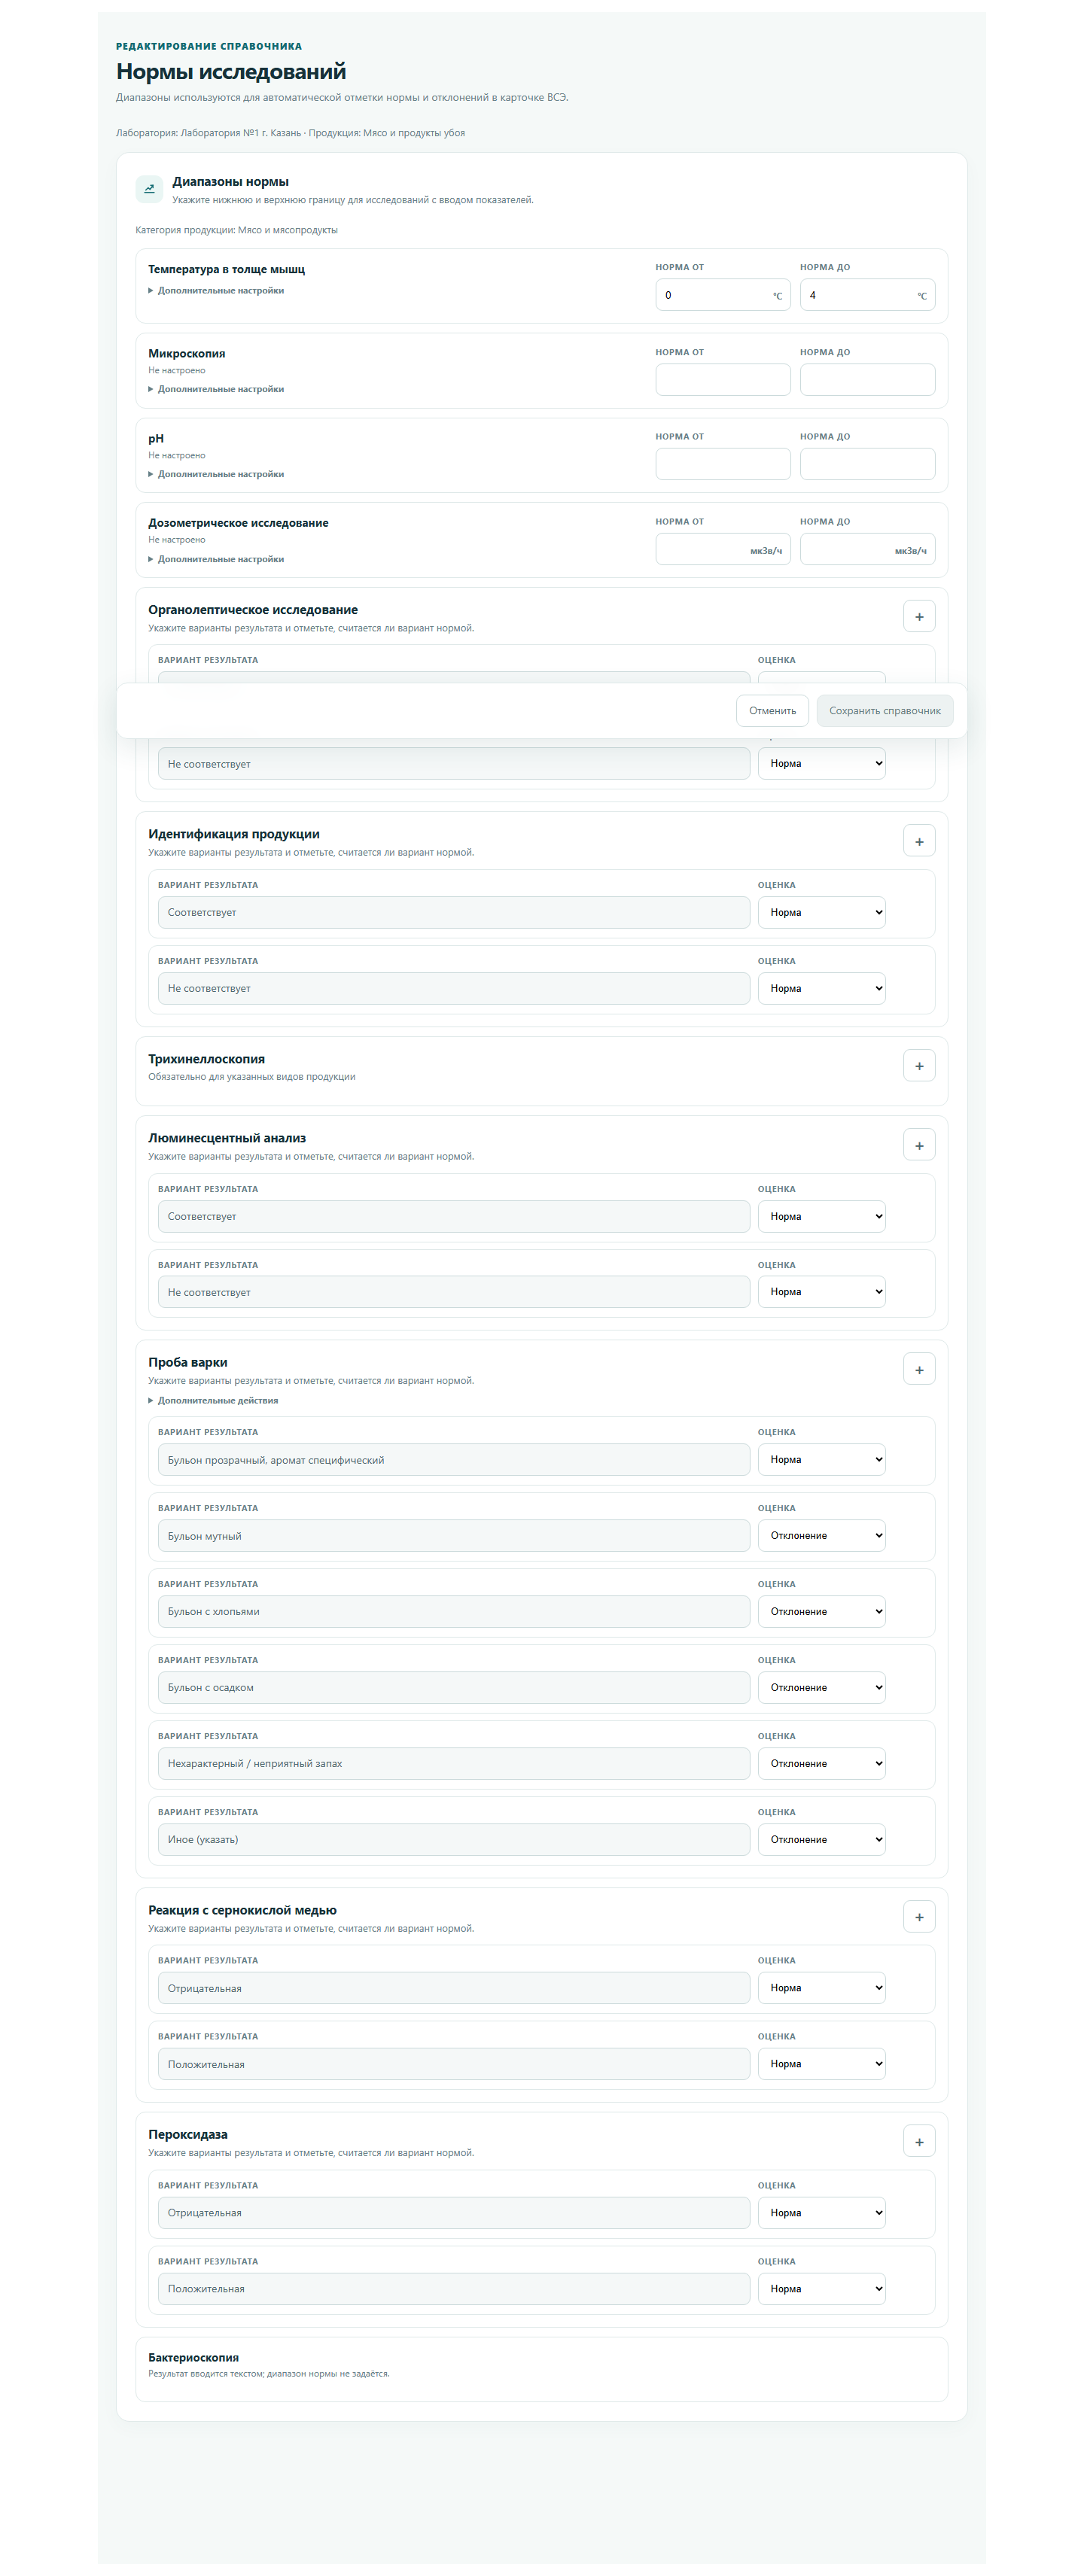 РЕДАКТИРОВАНИЕ СПРАВОЧНИКА
Нормы исследований
Диапазоны используются для автоматической отметки нормы и отклонений в карточке ВСЭ.
Лаборатория: Лаборатория №1 г. Казань · Продукция: Мясо и продукты убоя
Диапазоны нормы
Укажите нижнюю и верхнюю границу для исследований с вводом показателей.
Категория продукции: Мясо и мясопродукты
Температура в толще мышц
Дополнительные настройки
НОРМА ОТ
НОРМА ДО
0 °C
4 °C
Микроскопия
Не настроено
Дополнительные настройки
НОРМА ОТ
НОРМА ДО
pH
Не настроено
Дополнительные настройки
НОРМА ОТ
НОРМА ДО
Дозометрическое исследование
Не настроено
Дополнительные настройки
НОРМА ОТ
НОРМА ДО
мкЗв/ч
мкЗв/ч
Органолептическое исследование
Укажите варианты результата и отметьте, считается ли вариант нормой.
+
ВАРИАНТ РЕЗУЛЬТАТА
ОЦЕНКА
Отменить
Сохранить справочник
Не соответствует
Норма
Идентификация продукции
Укажите варианты результата и отметьте, считается ли вариант нормой.
+
ВАРИАНТ РЕЗУЛЬТАТА
ОЦЕНКА
Соответствует
Норма
ВАРИАНТ РЕЗУЛЬТАТА
ОЦЕНКА
Не соответствует
Норма
Трихинеллоскопия
Обязательно для указанных видов продукции
+
Люминесцентный анализ
Укажите варианты результата и отметьте, считается ли вариант нормой.
+
ВАРИАНТ РЕЗУЛЬТАТА
ОЦЕНКА
Соответствует
Норма
ВАРИАНТ РЕЗУЛЬТАТА
ОЦЕНКА
Не соответствует
Норма
Проба варки
Укажите варианты результата и отметьте, считается ли вариант нормой.
Дополнительные действия
+
ВАРИАНТ РЕЗУЛЬТАТА
ОЦЕНКА
Бульон прозрачный, аромат специфический
Норма
ВАРИАНТ РЕЗУЛЬТАТА
ОЦЕНКА
Бульон мутный
Отклонение
ВАРИАНТ РЕЗУЛЬТАТА
ОЦЕНКА
Бульон с хлопьями
Отклонение
ВАРИАНТ РЕЗУЛЬТАТА
ОЦЕНКА
Бульон с осадком
Отклонение
ВАРИАНТ РЕЗУЛЬТАТА
ОЦЕНКА
Нехарактерный / неприятный запах
Отклонение
ВАРИАНТ РЕЗУЛЬТАТА
ОЦЕНКА
Иное (указать)
Отклонение
Реакция с сернокислой медью
Укажите варианты результата и отметьте, считается ли вариант нормой.
+
ВАРИАНТ РЕЗУЛЬТАТА
ОЦЕНКА
Отрицательная
Норма
ВАРИАНТ РЕЗУЛЬТАТА
ОЦЕНКА
Положительная
Норма
Пероксидаза
Укажите варианты результата и отметьте, считается ли вариант нормой.
+
ВАРИАНТ РЕЗУЛЬТАТА
ОЦЕНКА
Отрицательная
Норма
ВАРИАНТ РЕЗУЛЬТАТА
ОЦЕНКА
Положительная
Норма
Бактериоскопия
Результат вводится текстом; диапазон нормы не задаётся.